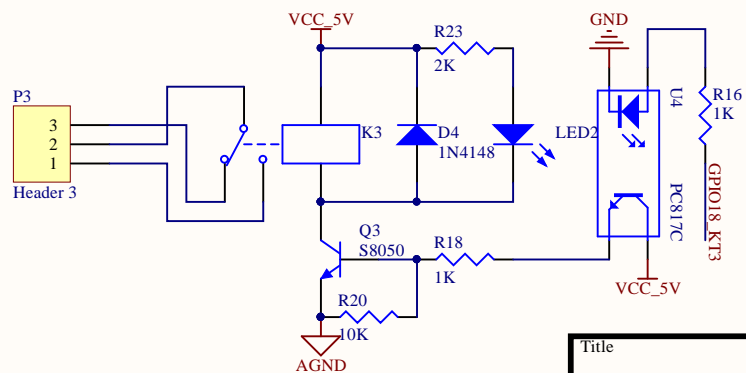 VCC_5V
GND
R23
2K
P3
U4
R16
1K
3
2
1
K3
D4
1N4148
LED2
Header 3
PC817C
GPIO18_KT3
Q3
S8050
R18
1K
VCC_5V
R20
10K
AGND
Title